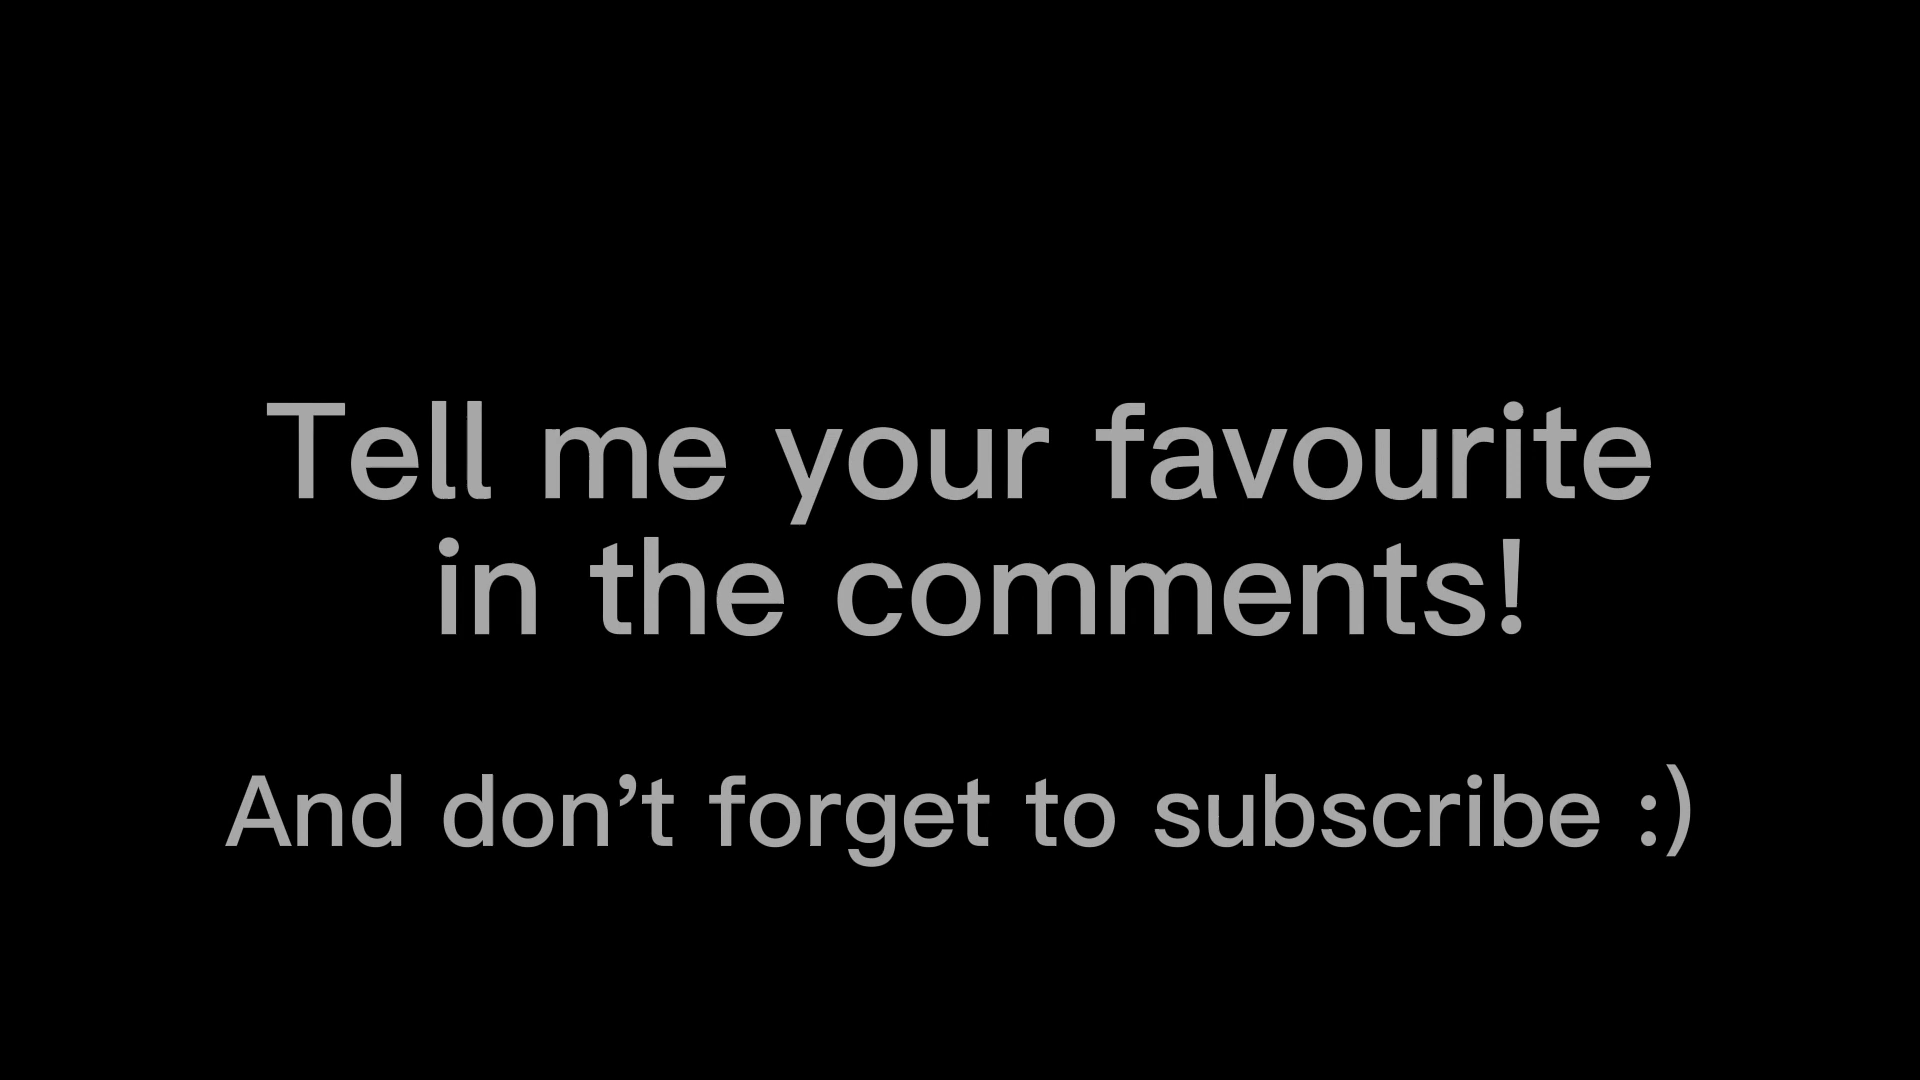 Tell me your favourite
in the comments!
And don’t forget to subscribe :)